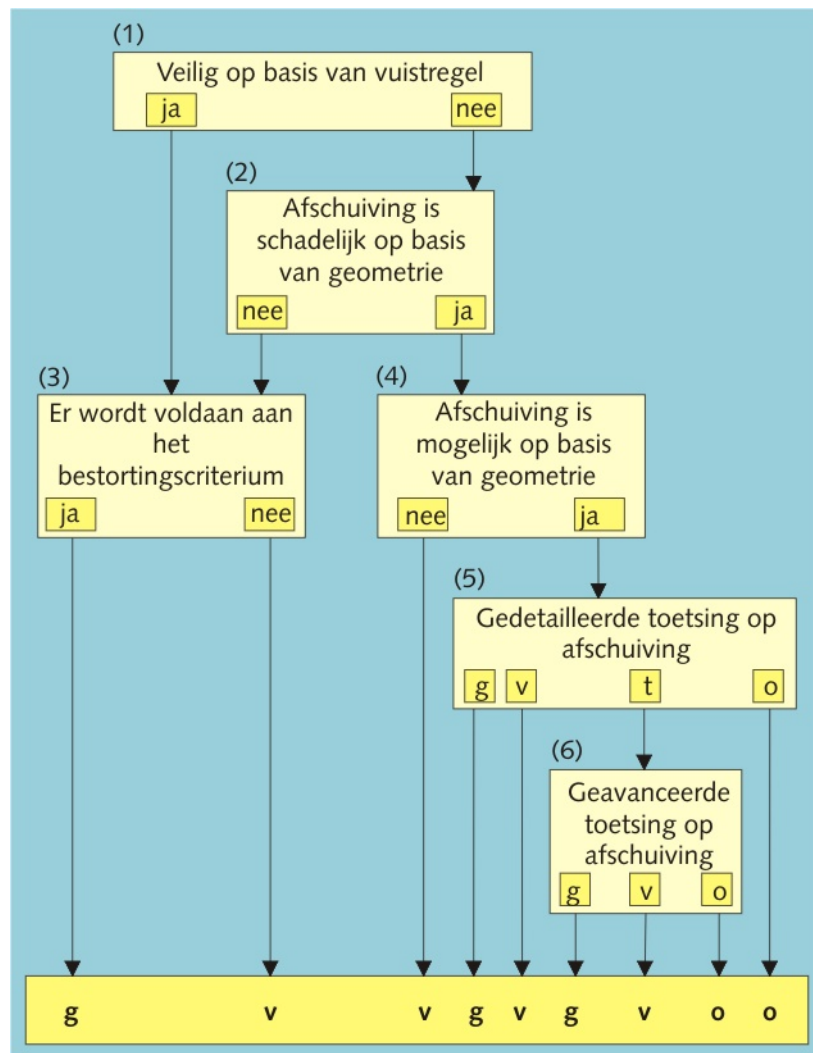 (1)
Veilig op basis van vuistregel
ja nee
(2)
Afschuiving is
schadelijk op basis
van geometrie
nee ja
(3)
Er wordt voldaan aan
het
bestortingscriterium
ja nee
(4)
Afschuiving is
mogelijk op basis
van geometrie
nee ja
(5)
Gedetailleerde toetsing op
afschuiving
g v t o
(6)
Geavanceerde
toetsing op
afschuiving
g v o
g v v g v g v o o